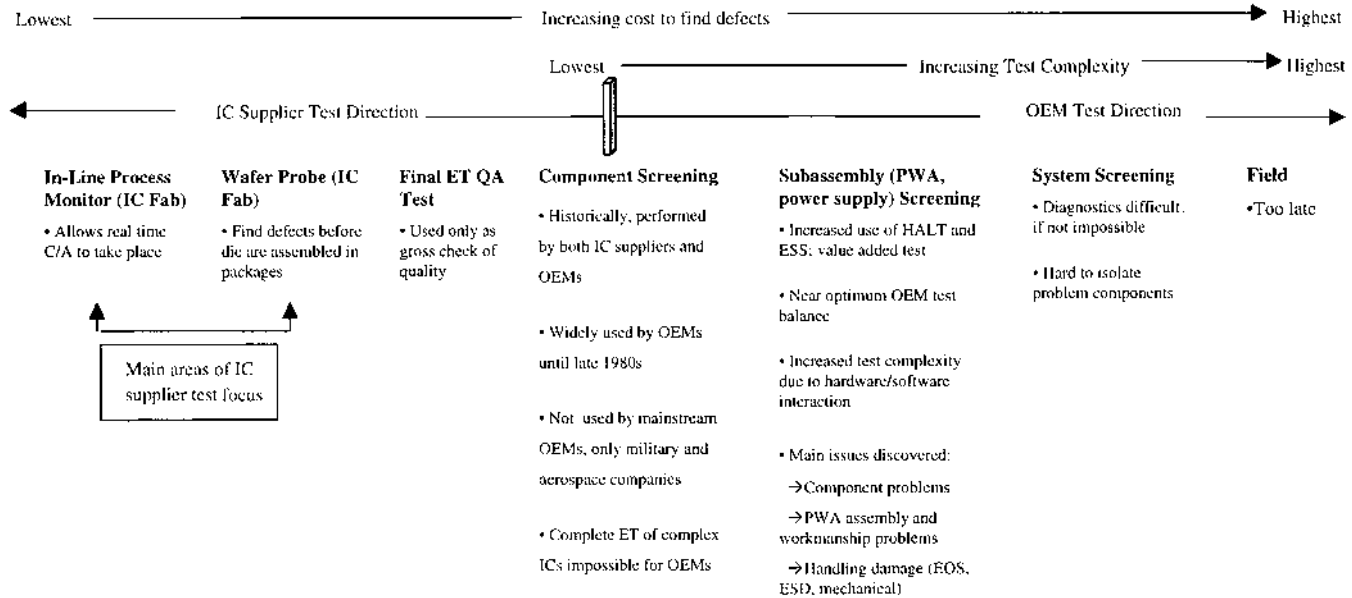 Lowest Increasing cost to find defects Highest
Lowest Increasing Test Complexity Highest
IC Supplier Test Direction OEM Test Direction
In-Line Process
Monitor (IC Fab)
• Allows real time
C/A to take place
Wafer Probe (IC
Fab)
• Find defects before
die are assembled in
packages
Main areas of IC
supplier test focus
Final ET QA
Test
• Used only as
gross check of
quality
Component Screening
• Historically, performed
by both IC suppliers and
OEMs
• Widely used by OEMs
until late 1980s
• Not used by mainstream
OEMs, only military and
aerospace companies
• Complete ET of complex
ICs impossible for OEMs
Subassembly (PWA,
power supply) Screening
• Increased use of HALT and
ESS; value added test
• Near optimum OEM test
balance
• Increased test complexity
due to hardware/software
interaction
• Main issues discovered:
→Component problems
→PWA assembly and
workmanship problems
→Handling damage (EOS,
ESD, mechanical)
System Screening
• Diagnostics difficult,
if not impossible
• Hard to isolate
problem components
Field
•Too late